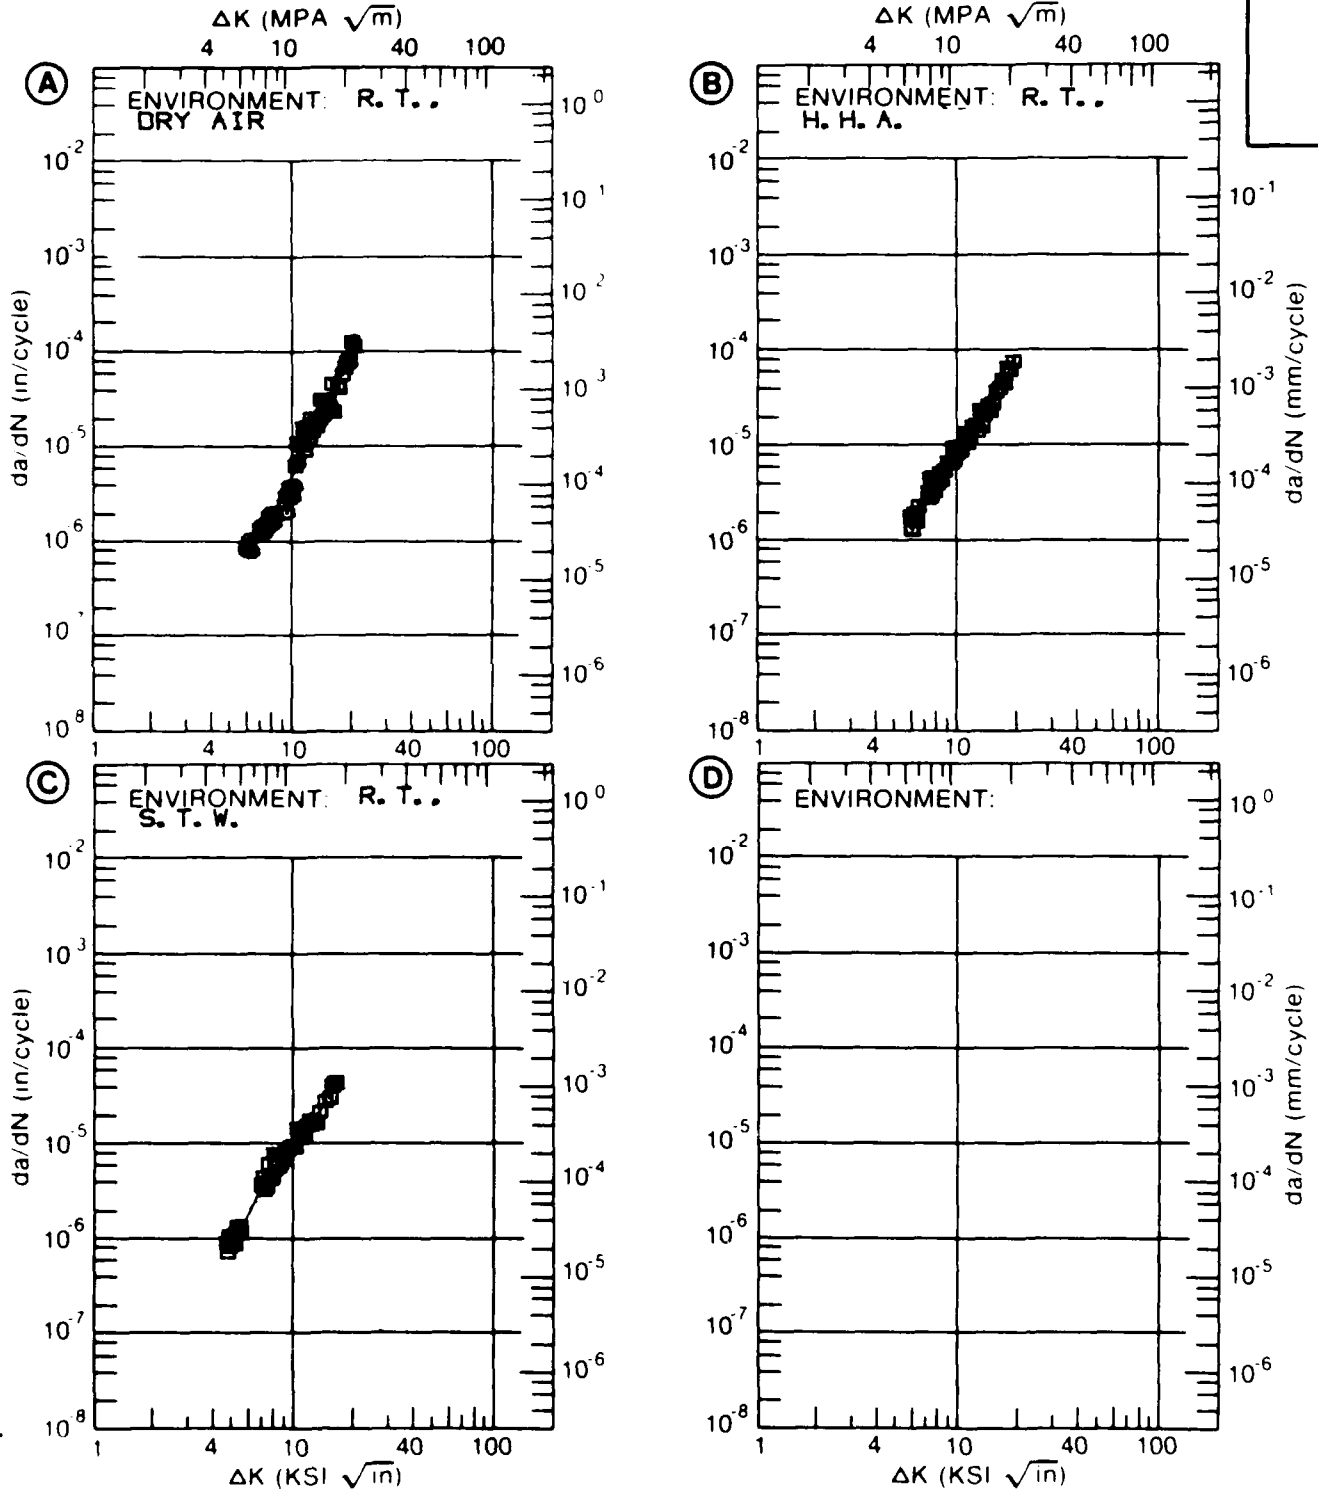 ΔK (MPA √m)
4 10 40 100
A
ENVIRONMENT: R. T..
DRY AIR
da/dN (in/cycle)
10-2
10-3
10-4
10-5
10-6
10-7
10 8
10 0
10 1
10 2
10 3
10-4
10-5
10-6
1 4 10 40 100
ΔK (MPA √m)
4 10 40 100
B
ENVIRONMENT: R. T..
H. H. A.
10-2
10-3
10-4
10-5
10-6
10-7
10-8
10-1
10-2
10-3
10-4
10-5
10-6
da/dN (mm/cycle)
1 4 10 40 100
C
ENVIRONMENT: R. T..
S. T. W.
da/dN (in/cycle)
10-2
10 3
10-4
10-5
10-6
10-7
10-8
10 0
10-1
10-2
10-3
10-4
10-5
10-6
1 4 10 40 100
ΔK (KSI √in)
D
ENVIRONMENT:
10-2
10-3
10-4
10-5
10-6
10-7
10-8
10 0
10-1
10-2
10-3
10-4
10-5
10-6
da/dN (mm/cycle)
1 4 10 40 100
ΔK (KSI √in)